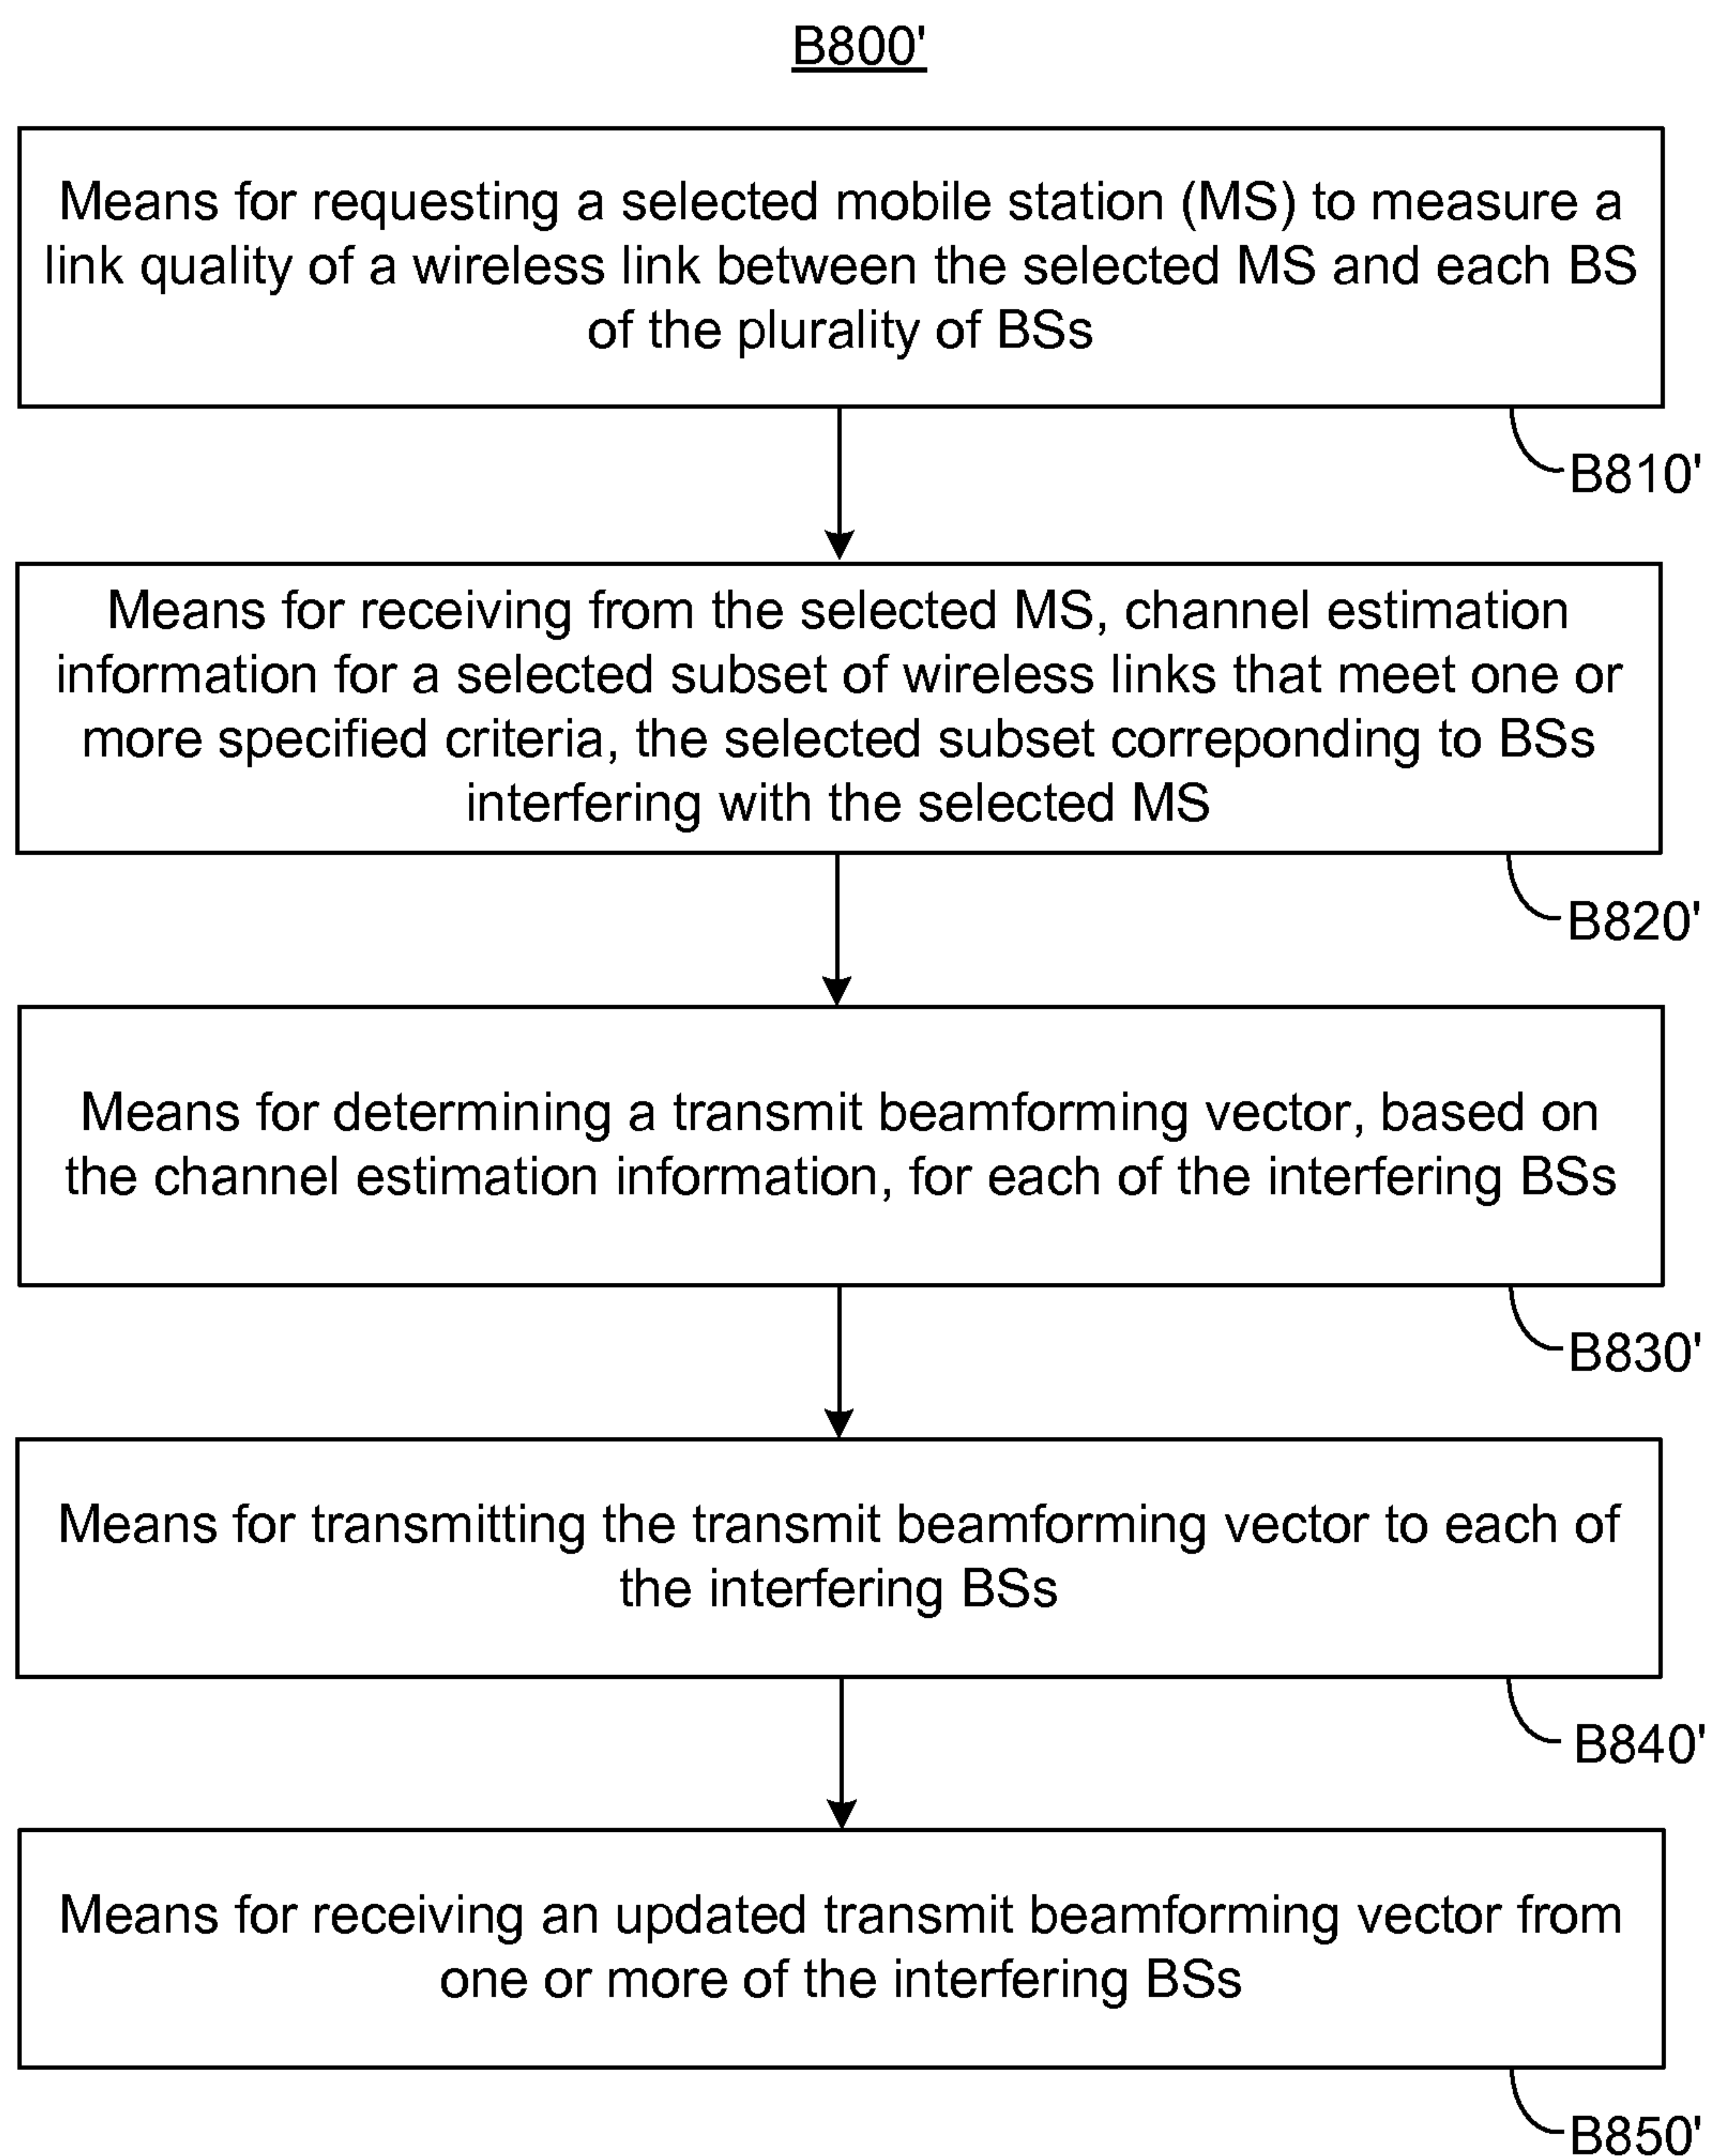 B800'
Means for requesting a selected mobile station (MS) to measure a
link quality of a wireless link between the selected MS and each BS
of the plurality of BSs
B810'
Means for receiving from the selected MS, channel estimation
information for a selected subset of wireless links that meet one or
more specified criteria, the selected subset correponding to BSs
interfering with the selected MS
B820'
Means for determining a transmit beamforming vector, based on
the channel estimation information, for each of the interfering BSs
B830'
Means for transmitting the transmit beamforming vector to each of
the interfering BSs
B840'
Means for receiving an updated transmit beamforming vector from
one or more of the interfering BSs
B850'